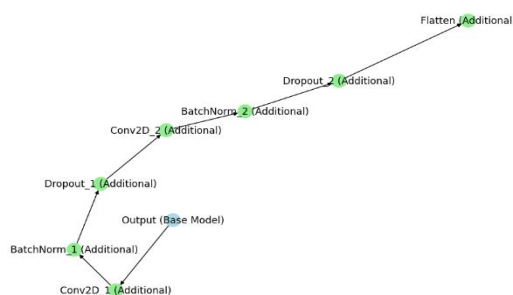 Flatten (Additional
Dropout_2 (Additional)
BatchNorm_2 (Additional)
Conv2D_2 (Additional)
Dropout_1 (Additional)
Output (Base Model)
BatchNorm_1 (Additional)
Conv2D_1 (Additional)